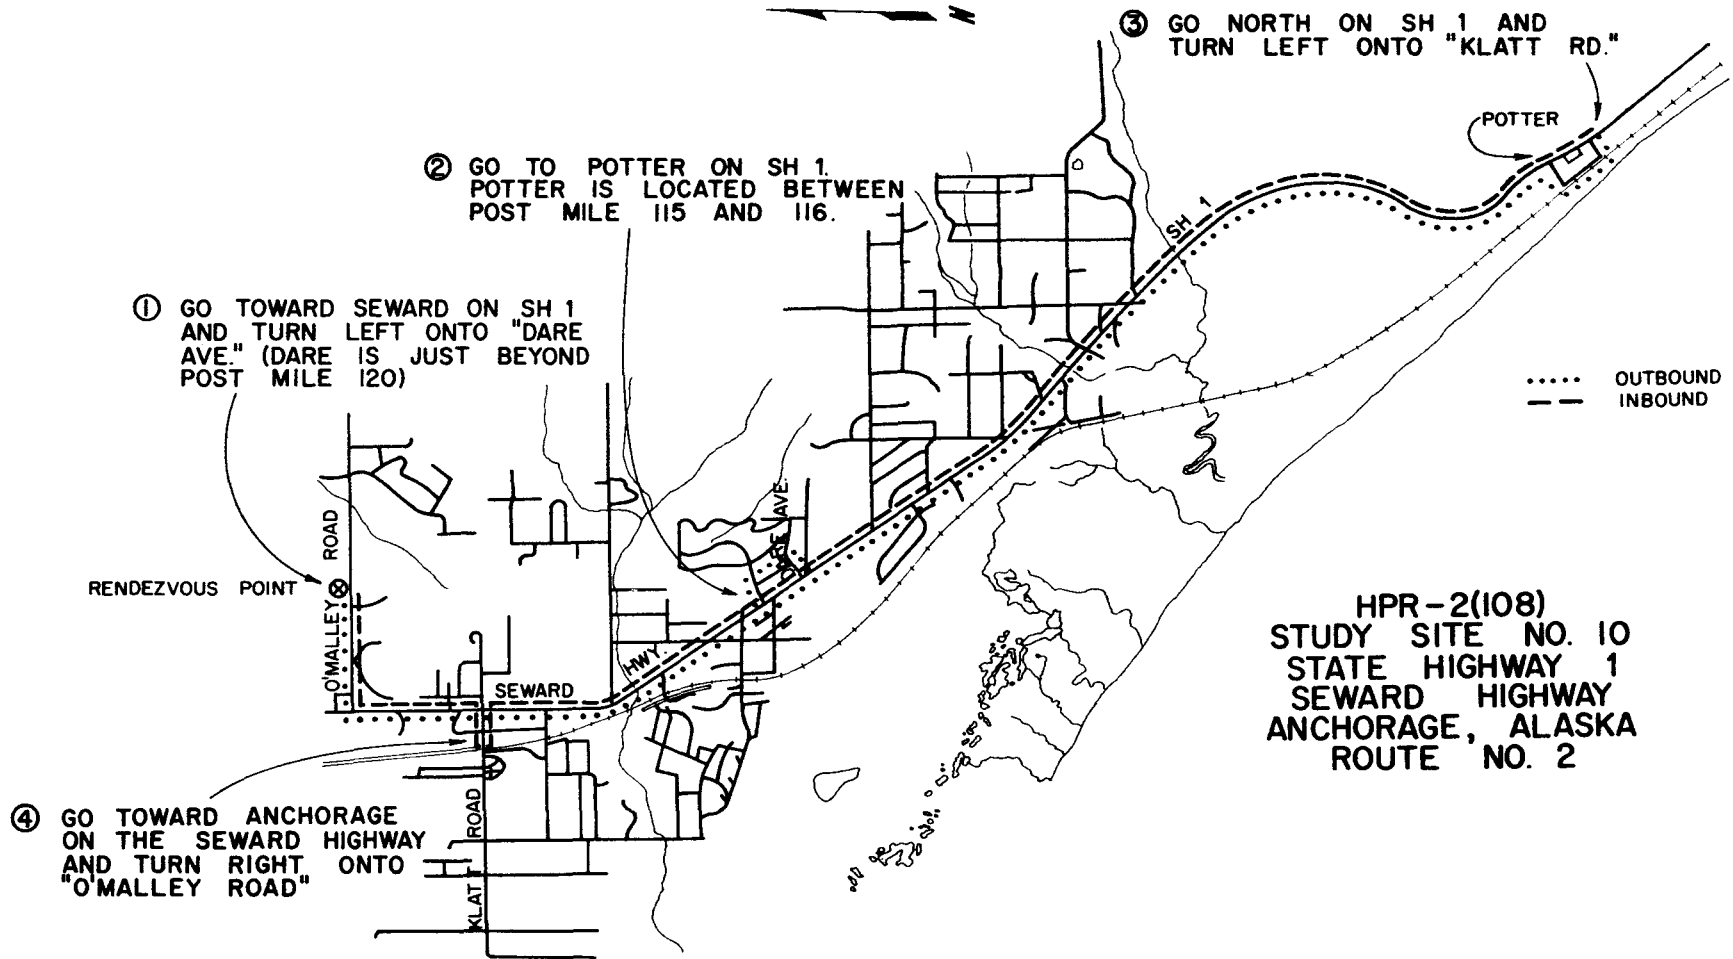 N
③ GO NORTH ON SH 1 AND
TURN LEFT ONTO "KLATT RD."
POTTER
② GO TO POTTER ON SH 1.
POTTER IS LOCATED BETWEEN
POST MILE 115 AND 116.
SH 1
① GO TOWARD SEWARD ON SH 1
AND TURN LEFT ONTO "DARE
AVE." (DARE IS JUST BEYOND
POST MILE 120)
..... OUTBOUND
— — INBOUND
DARE AVE.
RENDEZVOUS POINT
O'MALLEY ROAD
SEWARD HWY.
HPR-2(108)
STUDY SITE NO. 10
STATE HIGHWAY 1
SEWARD HIGHWAY
ANCHORAGE, ALASKA
ROUTE NO. 2
④ GO TOWARD ANCHORAGE
ON THE SEWARD HIGHWAY
AND TURN RIGHT ONTO
"O'MALLEY ROAD"
KLATT ROAD